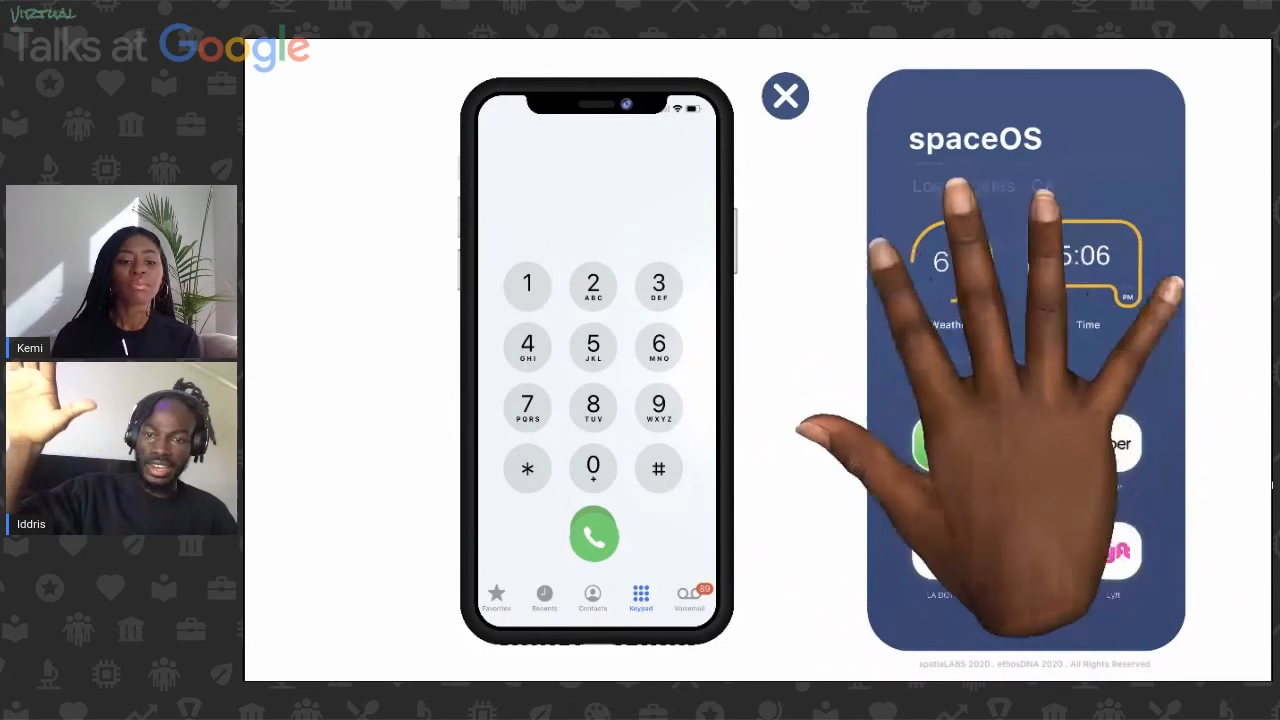 VIRTUAL
Talks at Google
Kemi
Iddris
1
2
ABC
3
DEF
4
GHI
5
JKL
6
MNO
7
PQRS
8
TUV
9
WXYZ
*
0
+
#
Favorites
Recents
Contacts
Keypad
Voicemail
89
spaceOS
6
5:06
PM
Time
Lyft
spatiaLABS 2020 . ethosDNA 2020 . All Rights Reserved